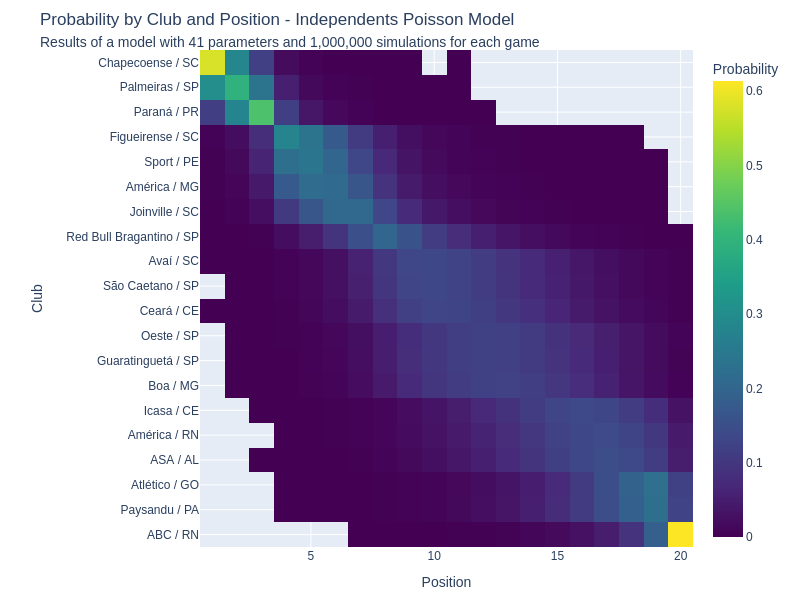 Probability by Club and Position - Independents Poisson Model
Results of a model with 41 parameters and 1,000,000 simulations for each game
Chapecoense / SC
Palmeiras / SP
Paraná / PR
Figueirense / SC
Sport / PE
América / MG
Joinville / SC
Red Bull Bragantino / SP
Avaí / SC
São Caetano / SP
Ceará / CE
Oeste / SP
Guaratinguetá / SP
Boa / MG
Icasa / CE
América / RN
ASA / AL
Atlético / GO
Paysandu / PA
ABC / RN
Club
5
10
15
20
Position
Probability
0.6
0.5
0.4
0.3
0.2
0.1
0